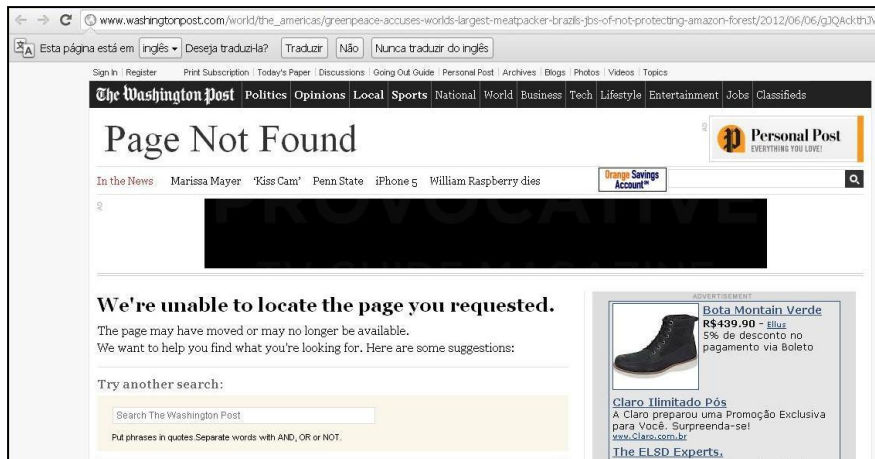 www.washingtonpost.com/world/the_americas/greenpeace-accuses-worlds-largest-meatpacker-brazils-jbs-of-not-protecting-amazon-forest/2012/06/06/gJQAckthJV
Esta página está em inglês Deseja traduzi-la? Traduzir Não Nunca traduzir do inglês
Sign In Register Print Subscription Today's Paper Discussions Going Out Guide Personal Post Archives Blogs Photos Videos Topics
The Washington Post Politics Opinions Local Sports National World Business Tech Lifestyle Entertainment Jobs Classifieds
Page Not Found
AD
Personal Post
EVERYTHING YOU LOVE!
In the News Marissa Mayer 'Kiss Cam' Penn State iPhone 5 William Raspberry dies
Orange Savings
Account℠
AD
PROVOCATIVE
TV GUIDE MAGAZINE
We're unable to locate the page you requested.
The page may have moved or may no longer be available.
We want to help you find what you're looking for. Here are some suggestions:
Try another search:
Search The Washington Post
Put phrases in quotes.Separate words with AND, OR or NOT.
ADVERTISEMENT
Bota Montain Verde
R$439.90 - Ellus
5% de desconto no
pagamento via Boleto
Claro Ilimitado Pós
A Claro preparou uma Promoção Exclusiva
para Você. Surpreenda-se!
www.Claro.com.br
The ELSD Experts.